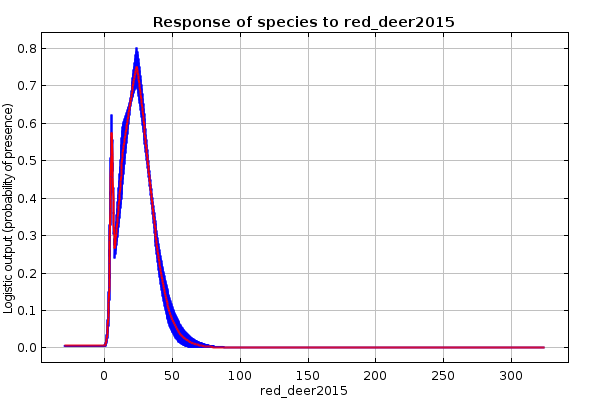 Response of species to red_deer2015
Logistic output (probability of presence)
0.8
0.7
0.6
0.5
0.4
0.3
0.2
0.1
0.0
0 50 100 150 200 250 300
red_deer2015